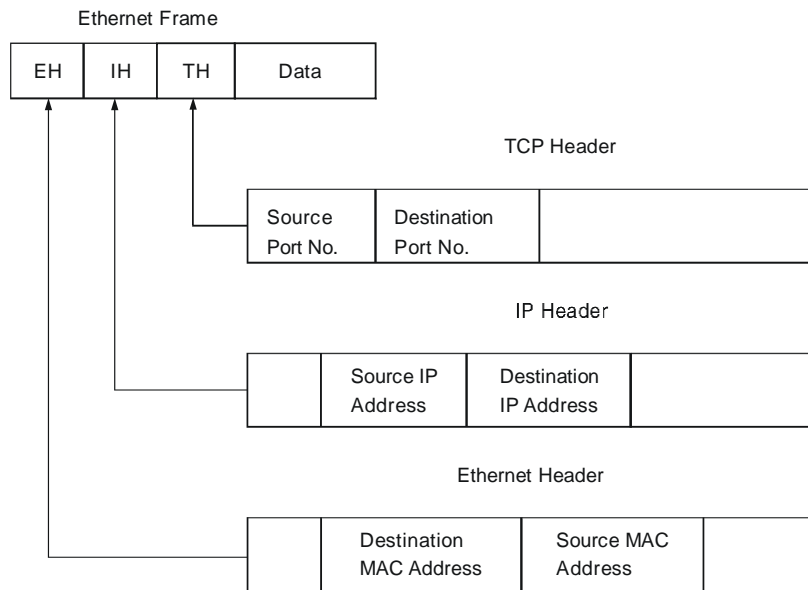 Ethernet Frame
EH IH TH Data
TCP Header
Source Port No.
Destination Port No.
IP Header
Source IP Address
Destination IP Address
Ethernet Header
Destination MAC Address
Source MAC Address